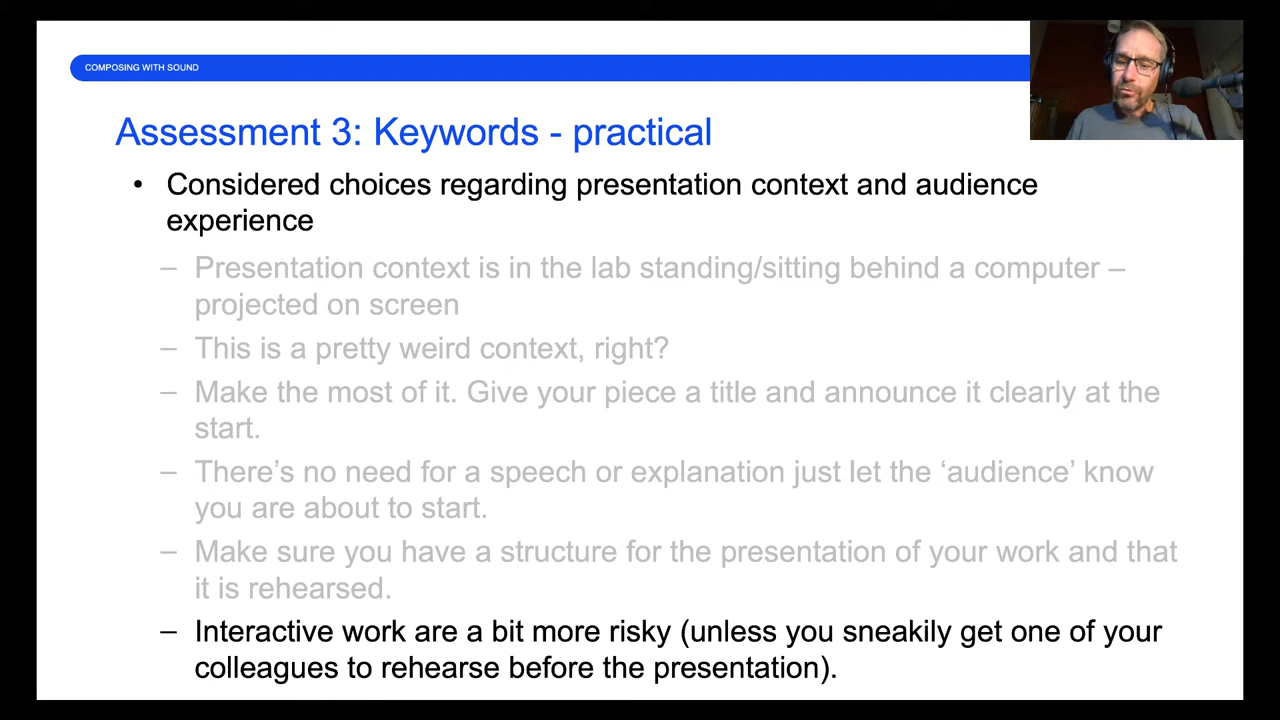 COMPOSING WITH SOUND
Assessment 3: Keywords - practical
• Considered choices regarding presentation context and audience
experience
– Presentation context is in the lab standing/sitting behind a computer –
projected on screen
– This is a pretty weird context, right?
– Make the most of it. Give your piece a title and announce it clearly at the
start.
– There’s no need for a speech or explanation just let the ‘audience’ know
you are about to start.
– Make sure you have a structure for the presentation of your work and that
it is rehearsed.
– Interactive work are a bit more risky (unless you sneakily get one of your
colleagues to rehearse before the presentation).